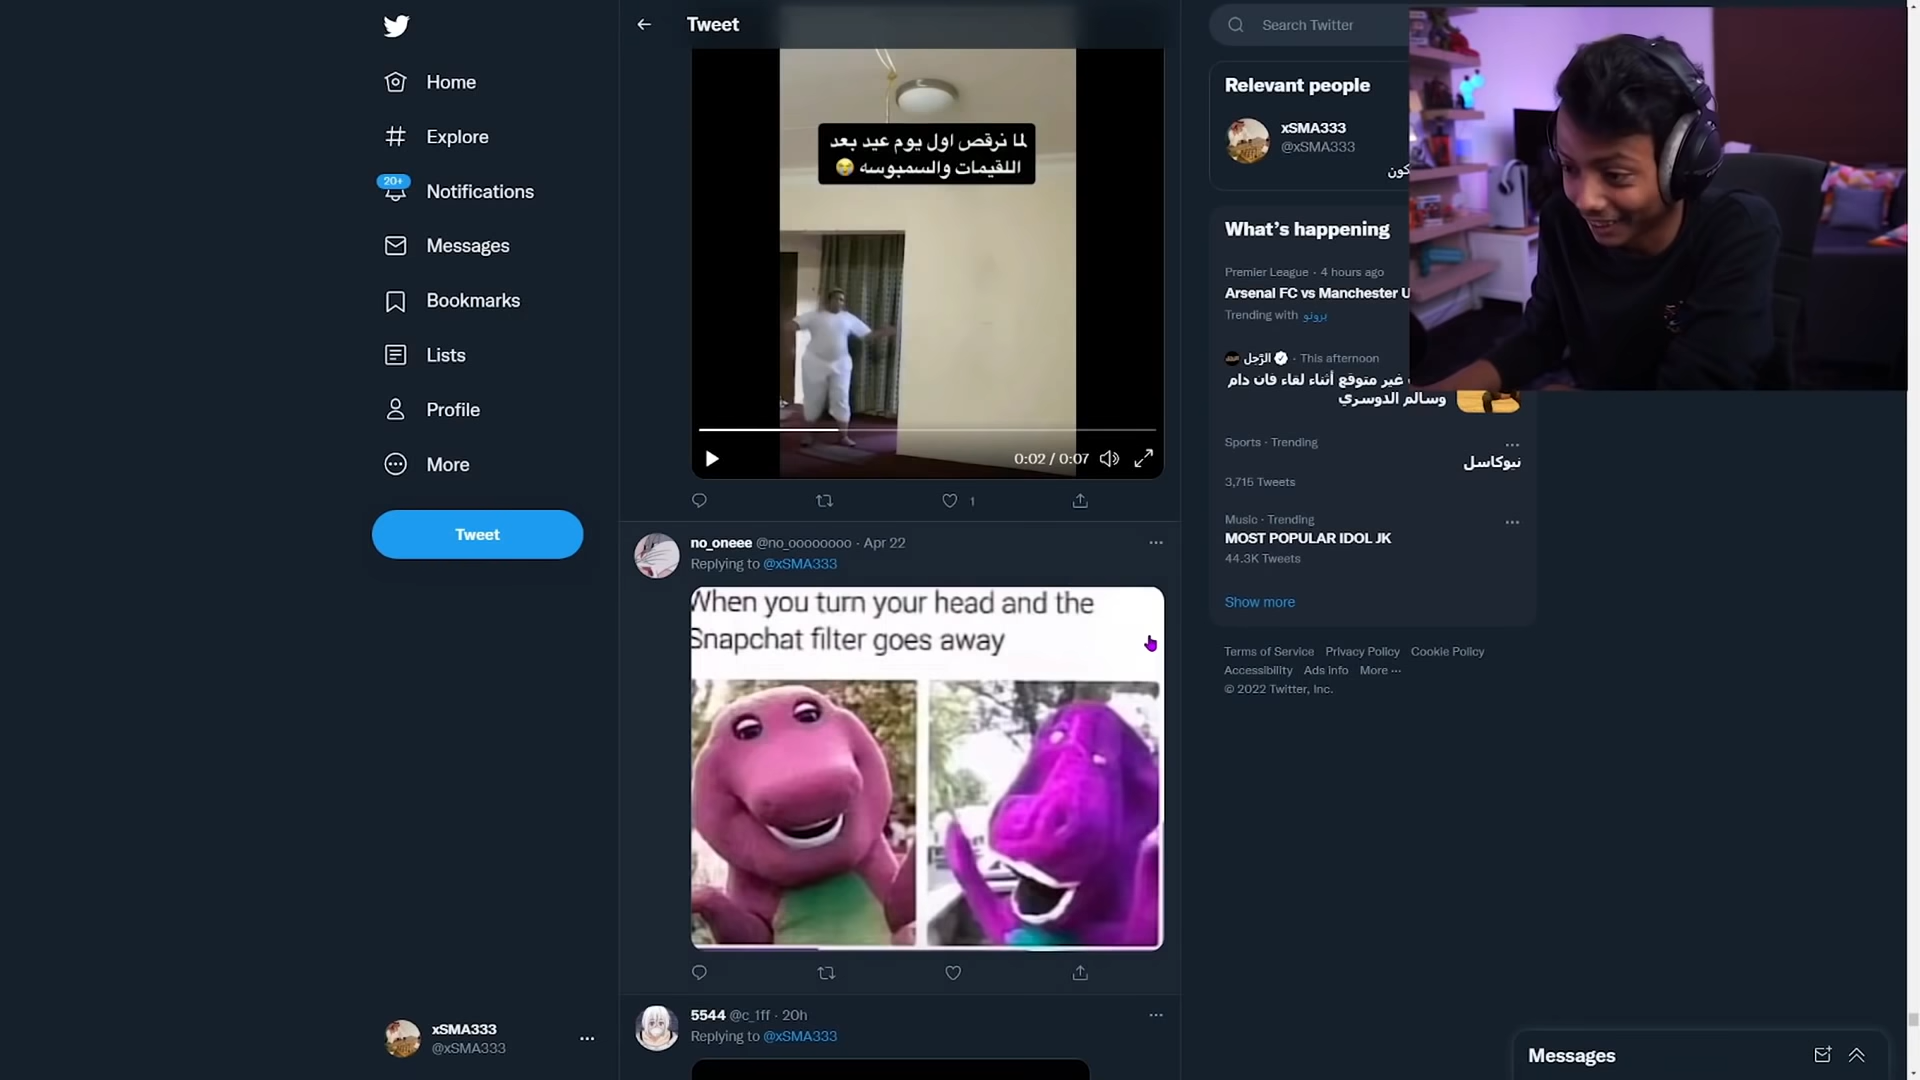 Home
Explore
20+
Notifications
Messages
Bookmarks
Lists
Profile
More
Tweet
xSMA333
@xSMA333
Tweet
لما نرقص اول يوم عيد بعد
اللقيمات والسمبوسه 😭
0:02 / 0:07
1
no_oneee @no_oooooooo · Apr 22
Replying to @xSMA333
When you turn your head and the
Snapchat filter goes away
5544 @c_1ff · 20h
Replying to @xSMA333
Search Twitter
Relevant people
xSMA333
@xSMA333
What's happening
Premier League · 4 hours ago
Arsenal FC vs Manchester U
Trending with برونو
الرّجل · This afternoon
غير متوقع أثناء لقاء فان دام
وسالم الدوسري
Sports · Trending
نيوكاسل
3,715 Tweets
Music · Trending
MOST POPULAR IDOL JK
44.3K Tweets
Show more
Terms of Service Privacy Policy Cookie Policy
Accessibility Ads info More ···
© 2022 Twitter, Inc.
Messages